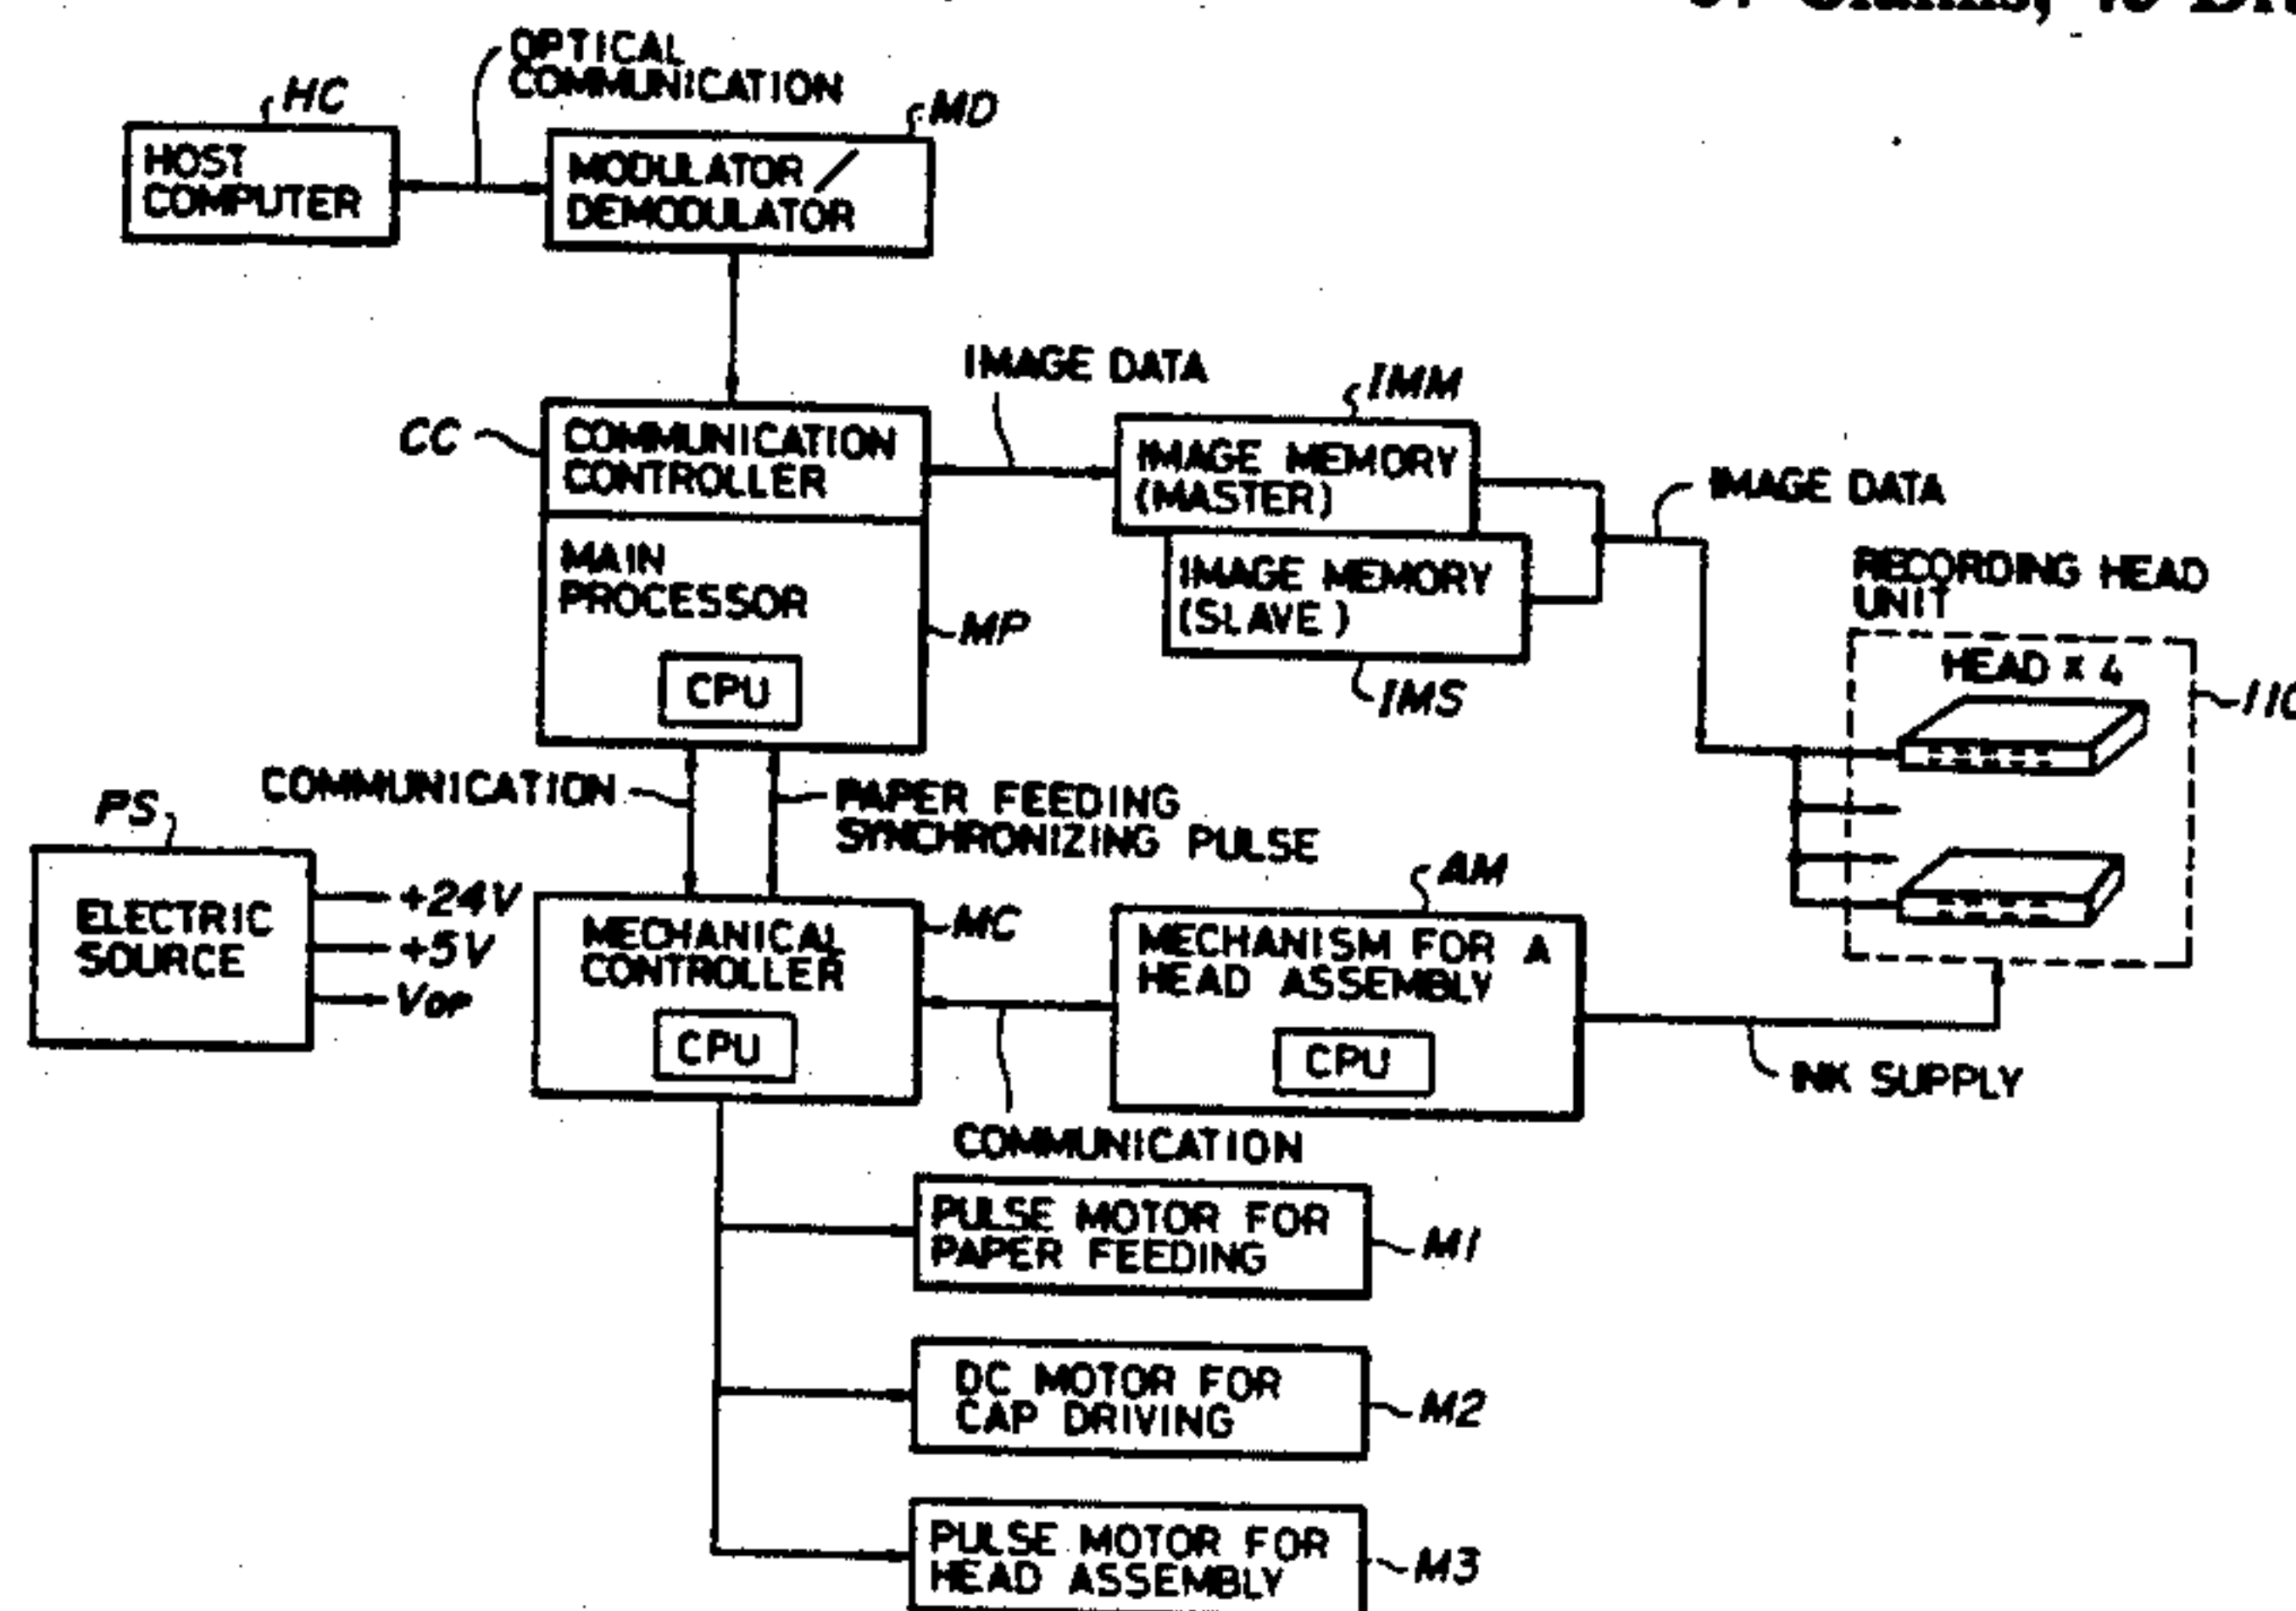 OPTICAL
COMMUNICATION
HC
MD
HOST
COMPUTER
MODULATOR /
DEMODULATOR
IMAGE DATA
IMM
CC
COMMUNICATION
CONTROLLER
IMAGE MEMORY
(MASTER)
IMAGE DATA
MAIN
PROCESSOR
CPU
MP
IMAGE MEMORY
(SLAVE)
IMS
RECORDING HEAD
UNIT
HEAD x 4
COMMUNICATION
PAPER FEEDING
SYNCHRONIZING PULSE
PS
ELECTRIC
SOURCE
+24V
+5V
VOP
MECHANICAL
CONTROLLER
CPU
MC
AM
MECHANISM FOR A
HEAD ASSEMBLY
CPU
INK SUPPLY
COMMUNICATION
PULSE MOTOR FOR
PAPER FEEDING
M1
DC MOTOR FOR
CAP DRIVING
M2
PULSE MOTOR FOR
HEAD ASSEMBLY
M3